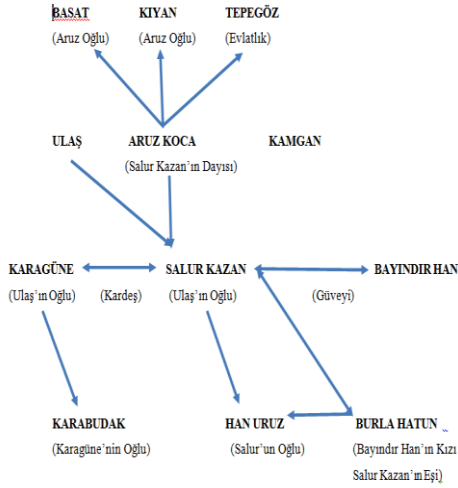 BASAT KIYAN TEPEGÖZ
(Aruz Oğlu) (Aruz Oğlu) (Evlatlık)
ULAŞ ARUZ KOCA KAMGAN
(Salur Kazan’ın Dayısı)
KARAGÜNE SALUR KAZAN BAYINDIR HAN
(Ulaş’ın Oğlu) (Kardeş) (Ulaş’ın Oğlu) (Güveyi)
KARABUDAK HAN URUZ BURLA HATUN
(Karagüne’nin Oğlu) (Salur’un Oğlu) (Bayındır Han’ın Kızı
Salur Kazan’ın Eşi)